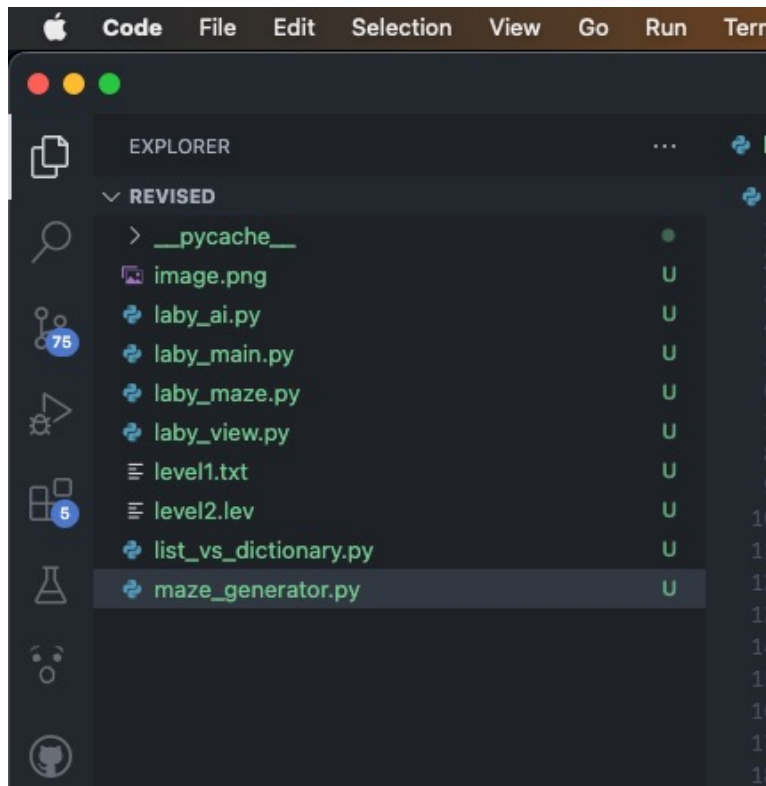 Code File Edit Selection View Go Run
EXPLORER ...
REVISED
__pycache__
image.png U
laby_ai.py U
laby_main.py U
75
laby_maze.py U
laby_view.py U
level1.txt U
level2.lev U
5
list_vs_dictionary.py U
maze_generator.py U